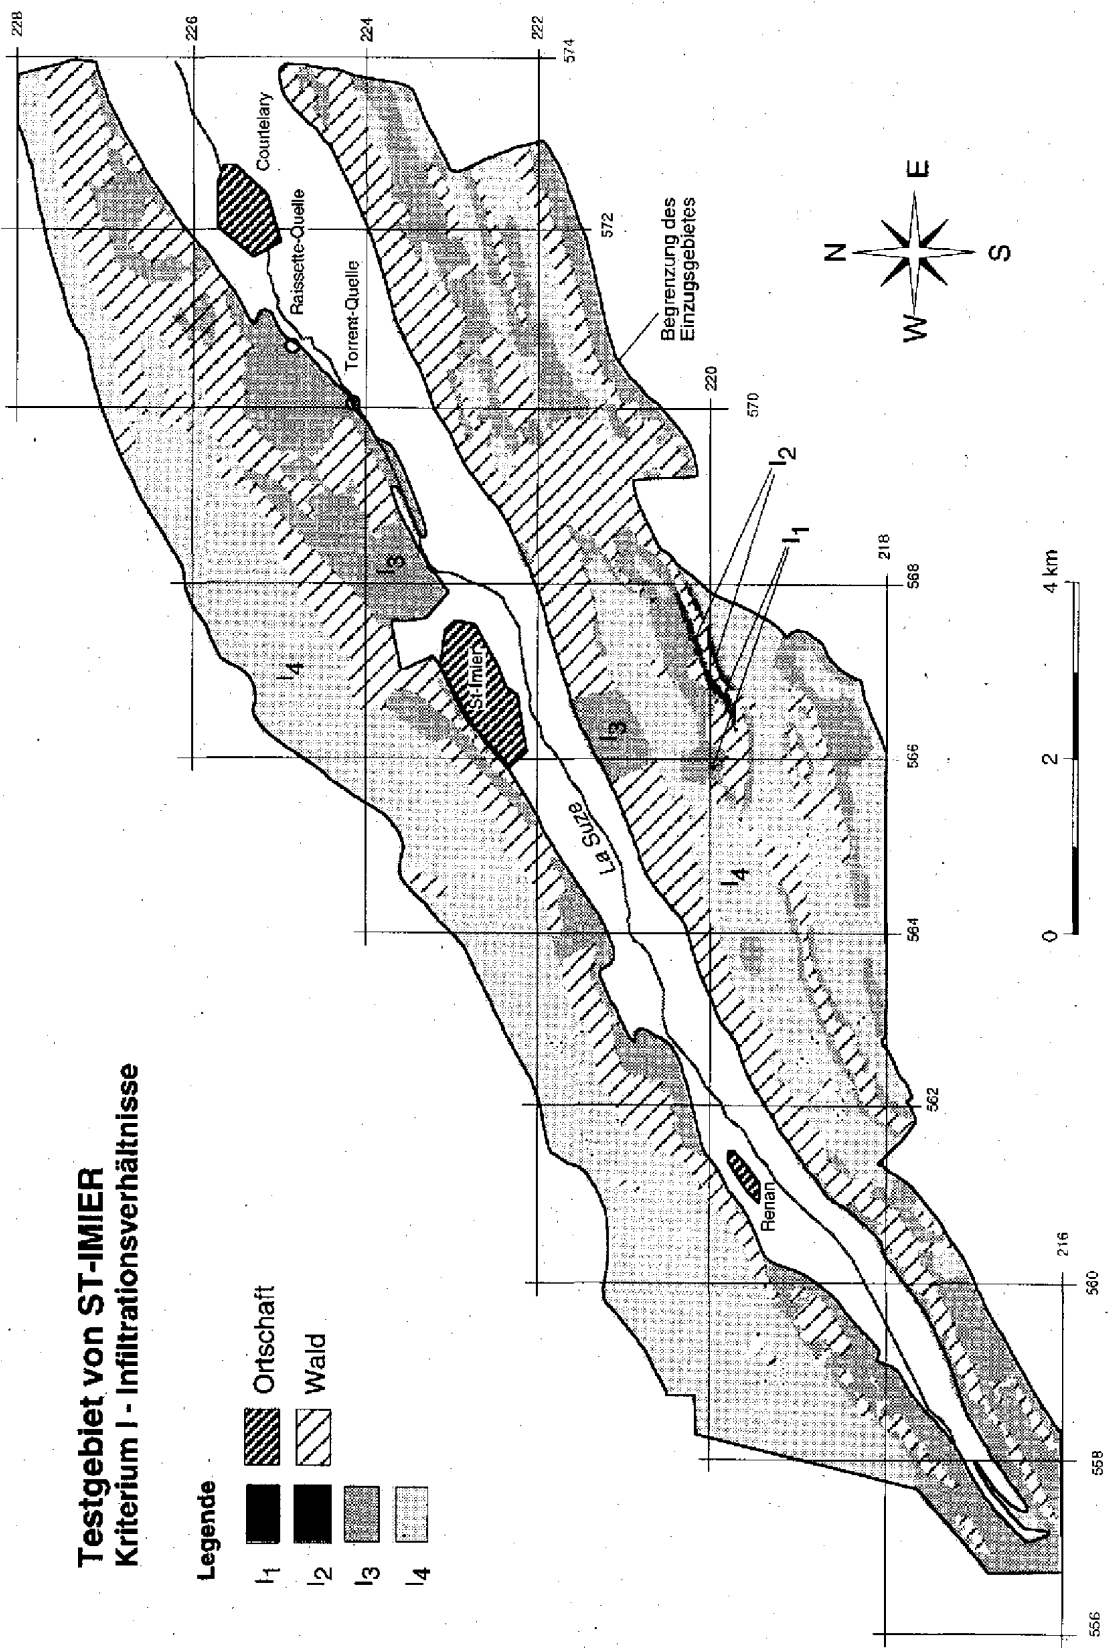 Testgebiet von ST-IMIER
Kriterium I - Infiltrationsverhältnisse
Legende
I1
I2
I3
I4
Ortschaft
Wald
228
226
224
222
574
Courtelary
Raissette-Quelle
Torrent-Quelle
572
Begrenzung des
Einzugsgebietes
N
E
S
W
220
570
I2
I1
I3
218
568
I4
St-Imier
I3
566
La Suze
I4
564
562
Renan
216
560
558
556
0
2
4 km